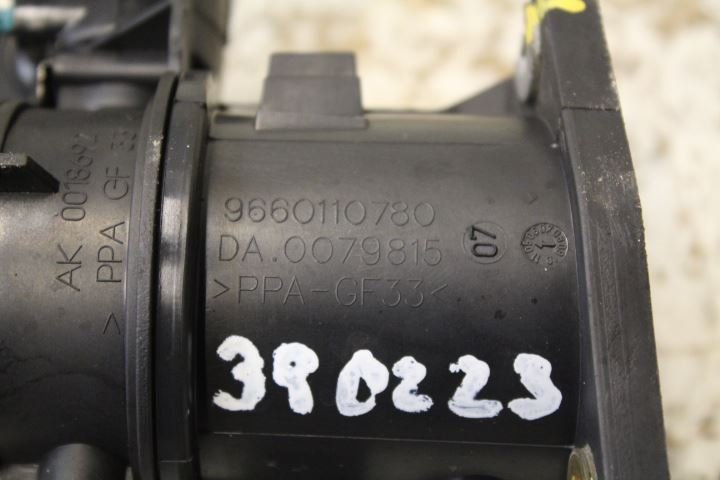 AK 0018692
> PPA GF 33
9660110780
DA.0079815 07
>PPA-GF33<
390223